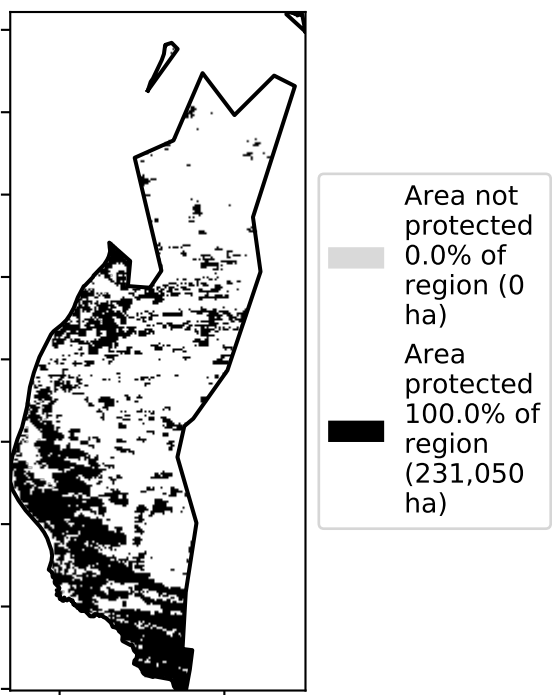 Area not
protected
0.0% of
region (0
ha)
Area
protected
100.0% of
region
(231,050
ha)